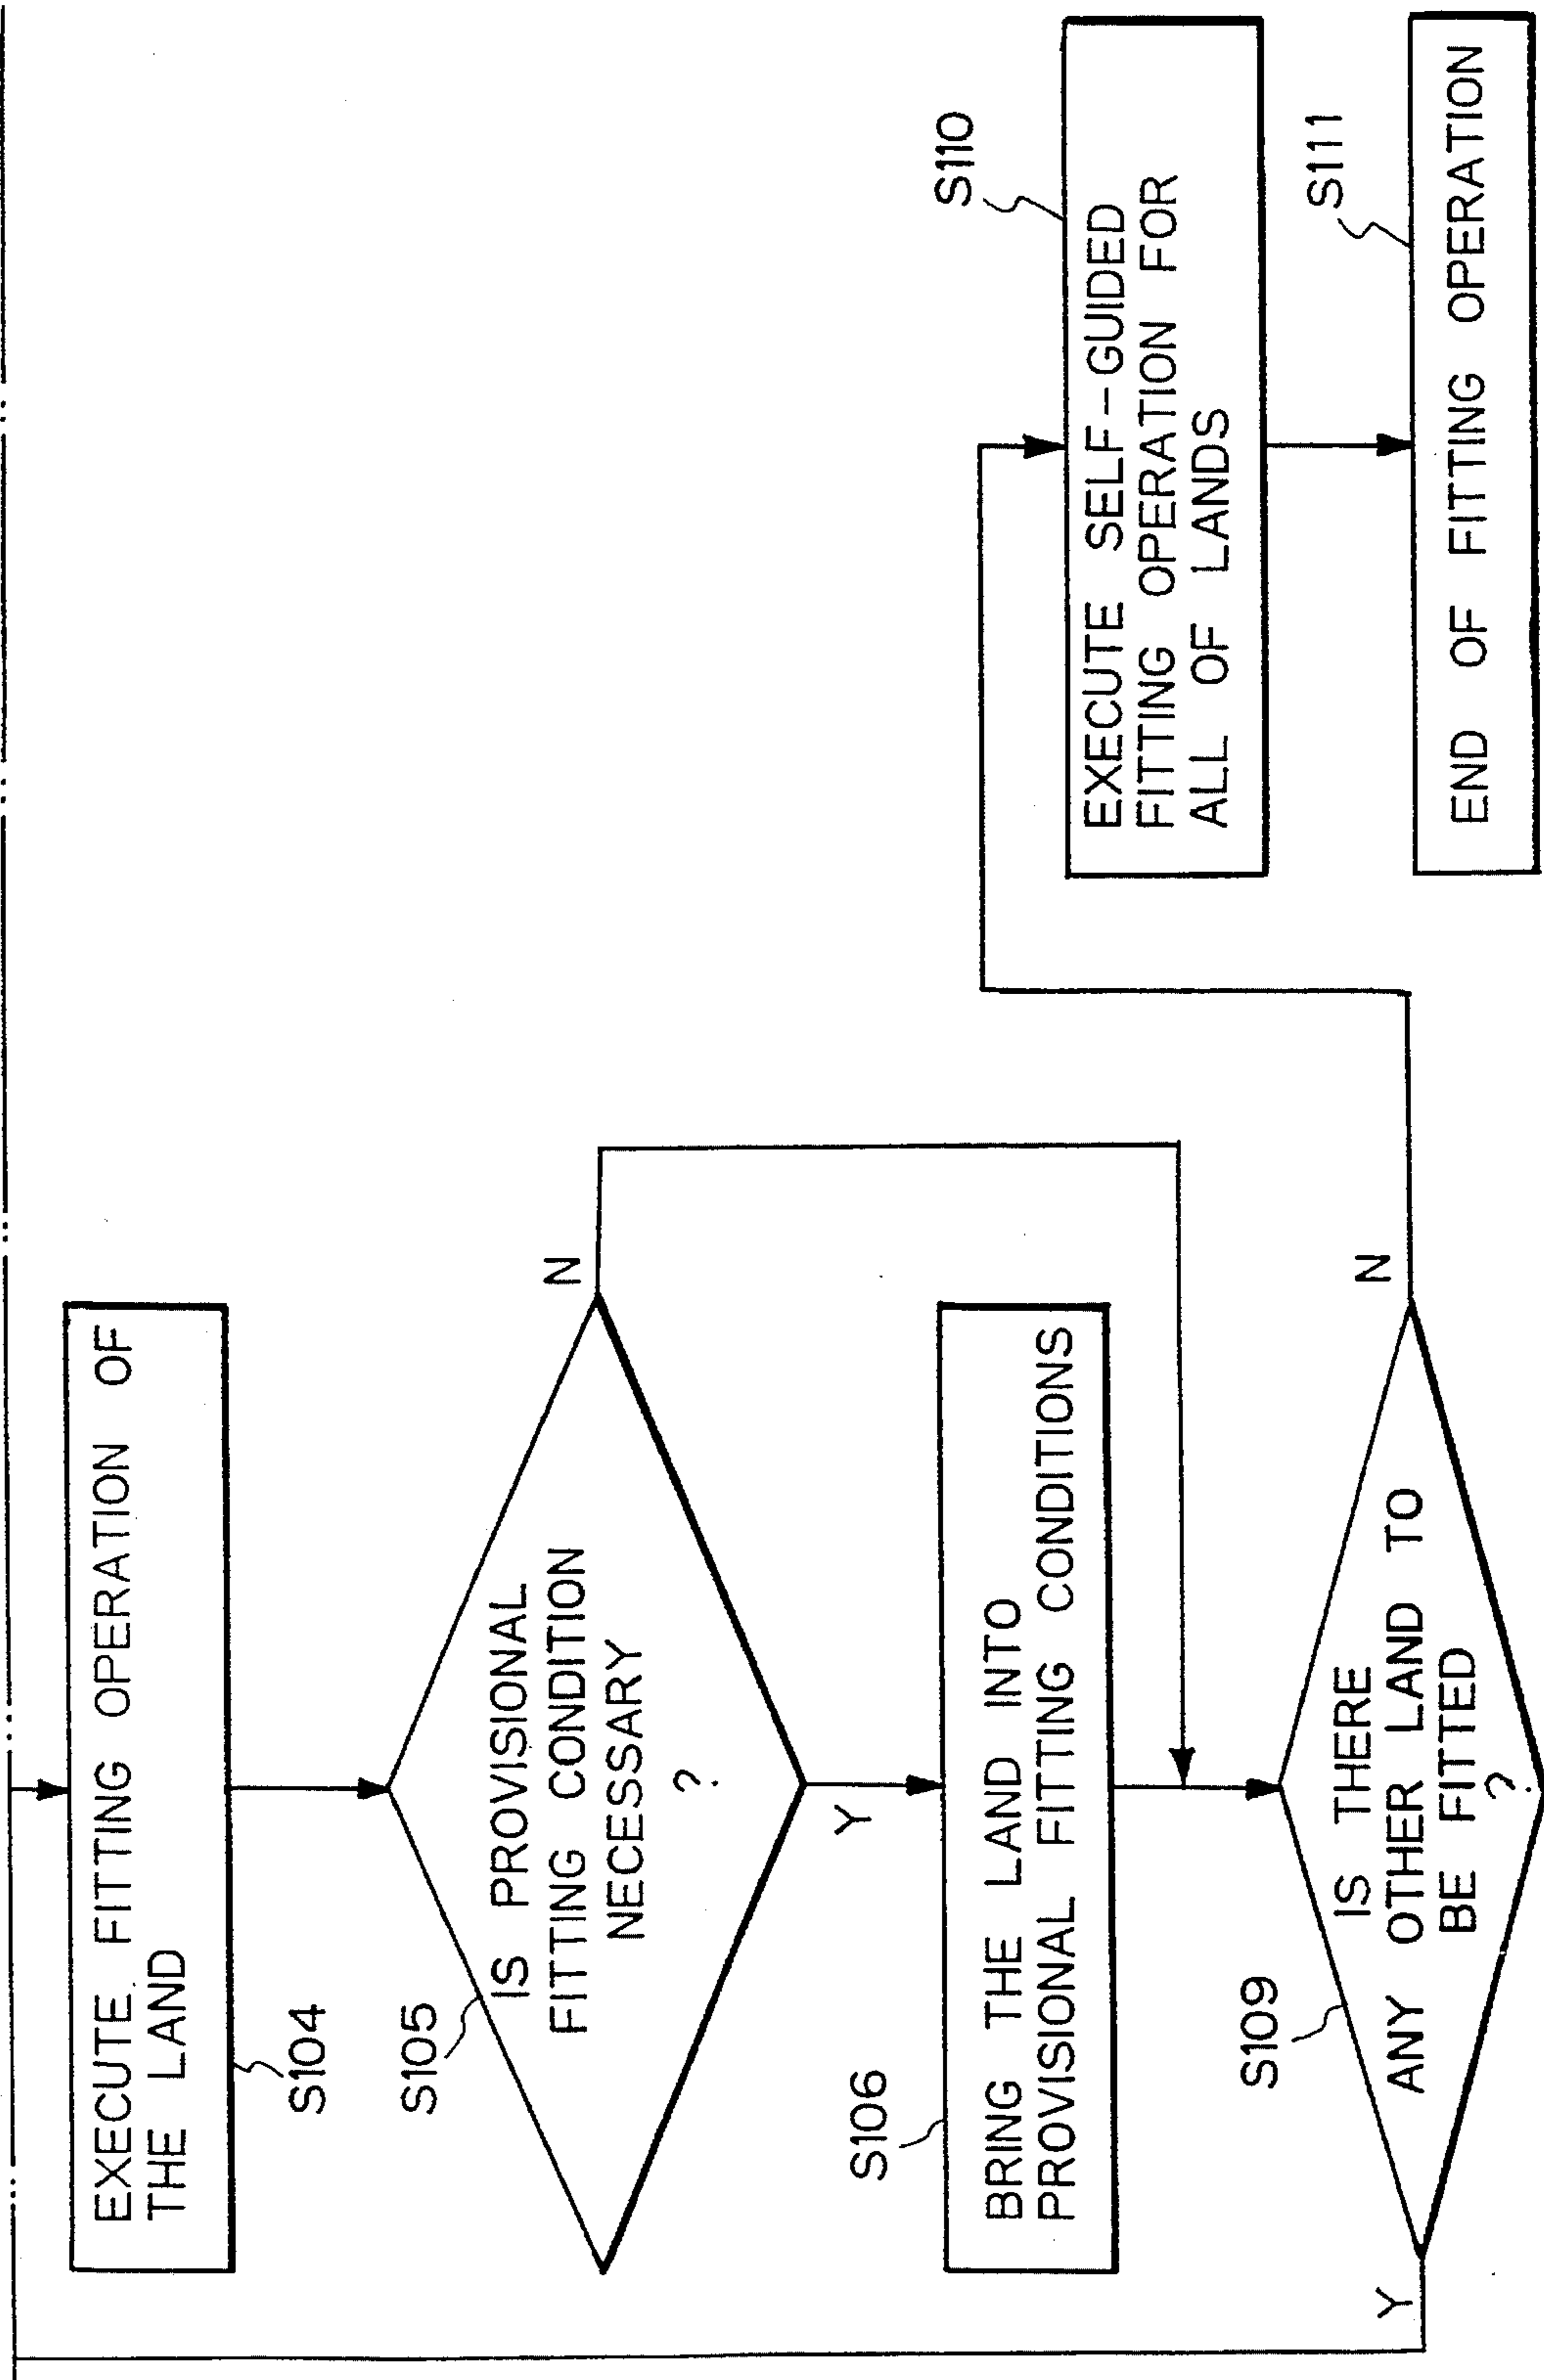 EXECUTE FITTING OPERATION OF
THE LAND
S104
S105
IS PROVISIONAL
FITTING CONDITION
NECESSARY
?
N
Y
S106
BRING THE LAND INTO
PROVISIONAL FITTING CONDITIONS
S109
IS THERE
ANY OTHER LAND TO
BE FITTED
?
Y
N
S110
EXECUTE SELF-GUIDED
FITTING OPERATION FOR
ALL OF LANDS
S111
END OF FITTING OPERATION